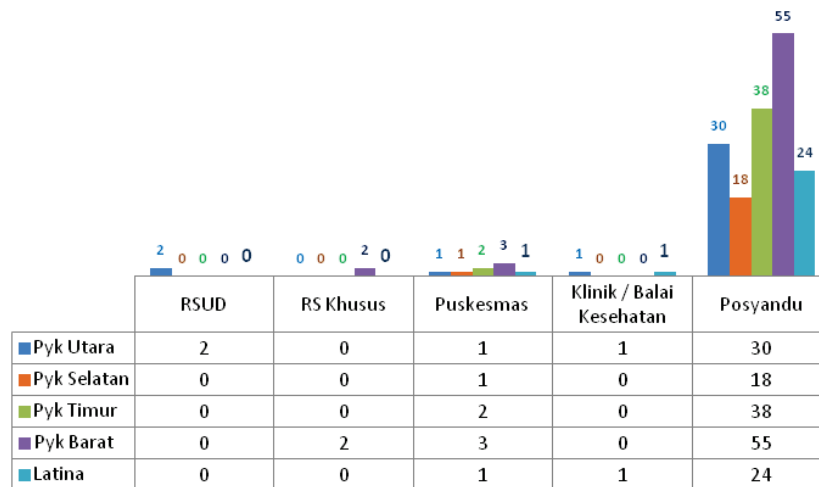 55
38
30
24
18
2 0 0 0 0
0 0 0 2 0
1 1 2 3 1
1 0 0 0 1
RSUD
RS Khusus
Puskesmas
Klinik / Balai
Kesehatan
Posyandu
Pyk Utara 2 0 1 1 30
Pyk Selatan 0 0 1 0 18
Pyk Timur 0 0 2 0 38
Pyk Barat 0 2 3 0 55
Latina 0 0 1 1 24